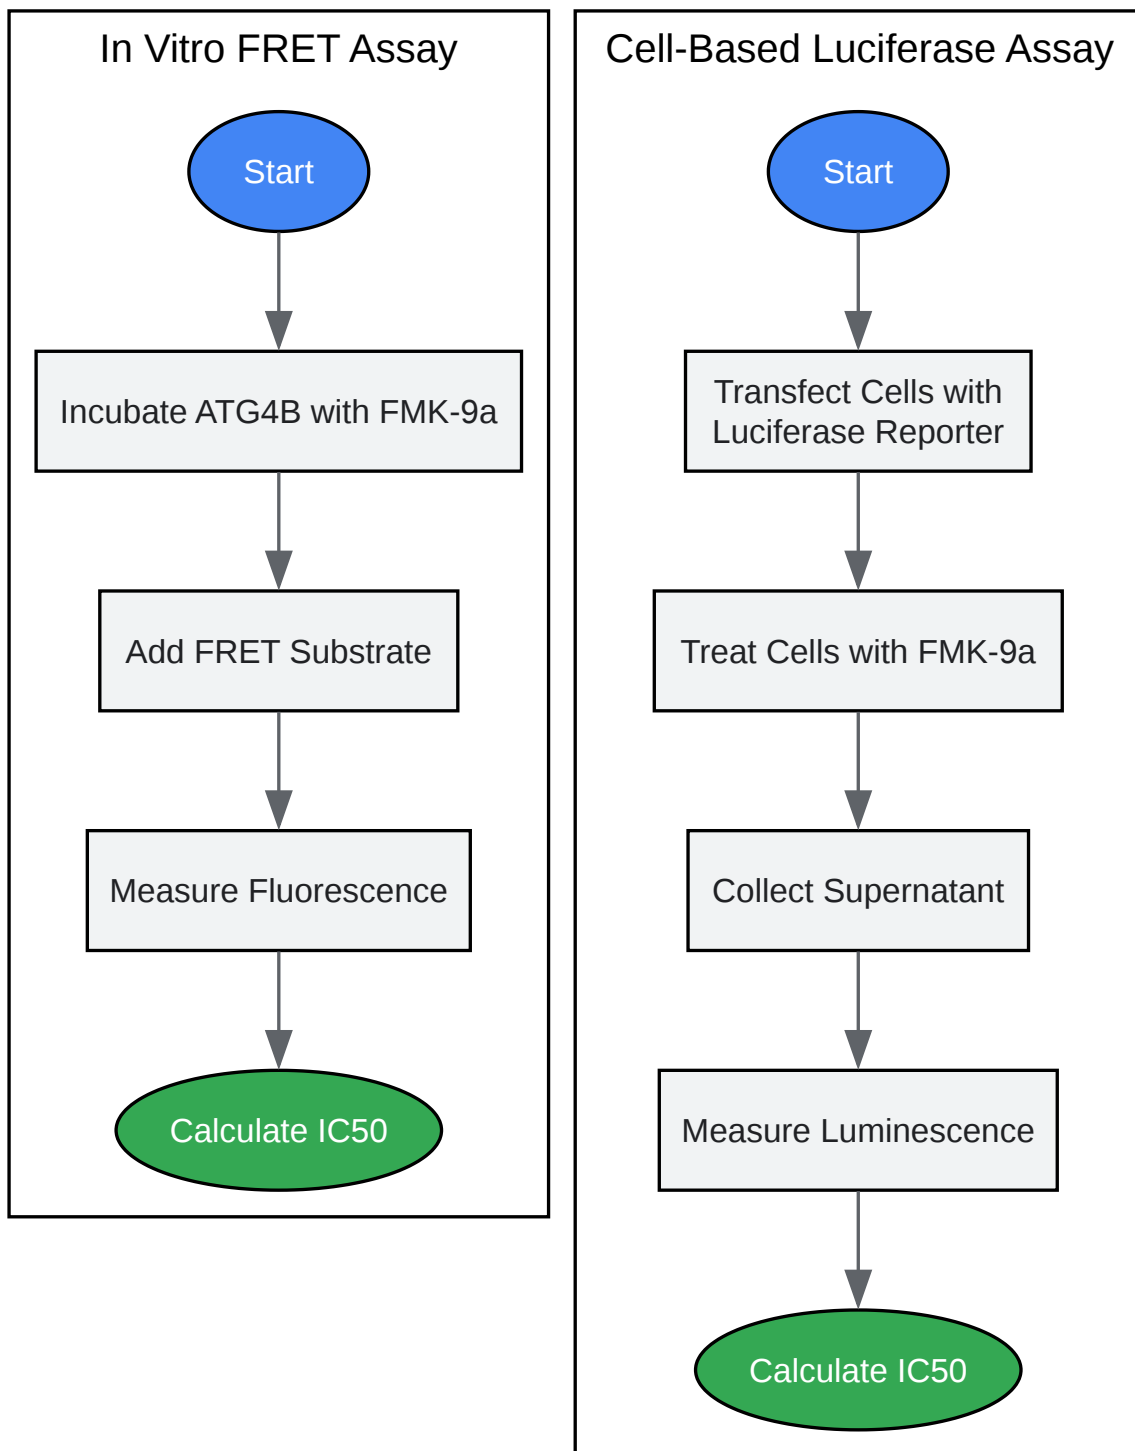 In Vitro FRET Assay
Start
Incubate ATG4B with FMK-9a
Add FRET Substrate
Measure Fluorescence
Calculate IC50
Cell-Based Luciferase Assay
Start
Transfect Cells with
Luciferase Reporter
Treat Cells with FMK-9a
Collect Supernatant
Measure Luminescence
Calculate IC50